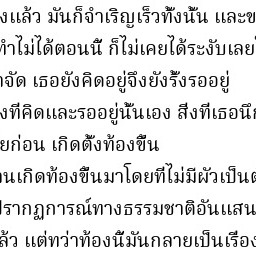 งแล้ว มันก็จำเริญเร็วทั้งนั้น และข
ทำไม่ได้ตอนนี้ ก็ไม่เคยได้ระงับเลย
จัด เธอยังคิดอยู่จึงยังรั้งรออยู่
งที่คิดและรออยู่นั้นเอง สิ่งที่เธอนึก
ยก่อน เกิดตั้งท้องขึ้น
นเกิดท้องขึ้นมาโดยที่ไม่มีผัวเป็นต
ปรากฏการณ์ทางธรรมชาติอันแสน
ล้ว แต่ทว่าท้องนี้มันกลายเป็นเรื่อง